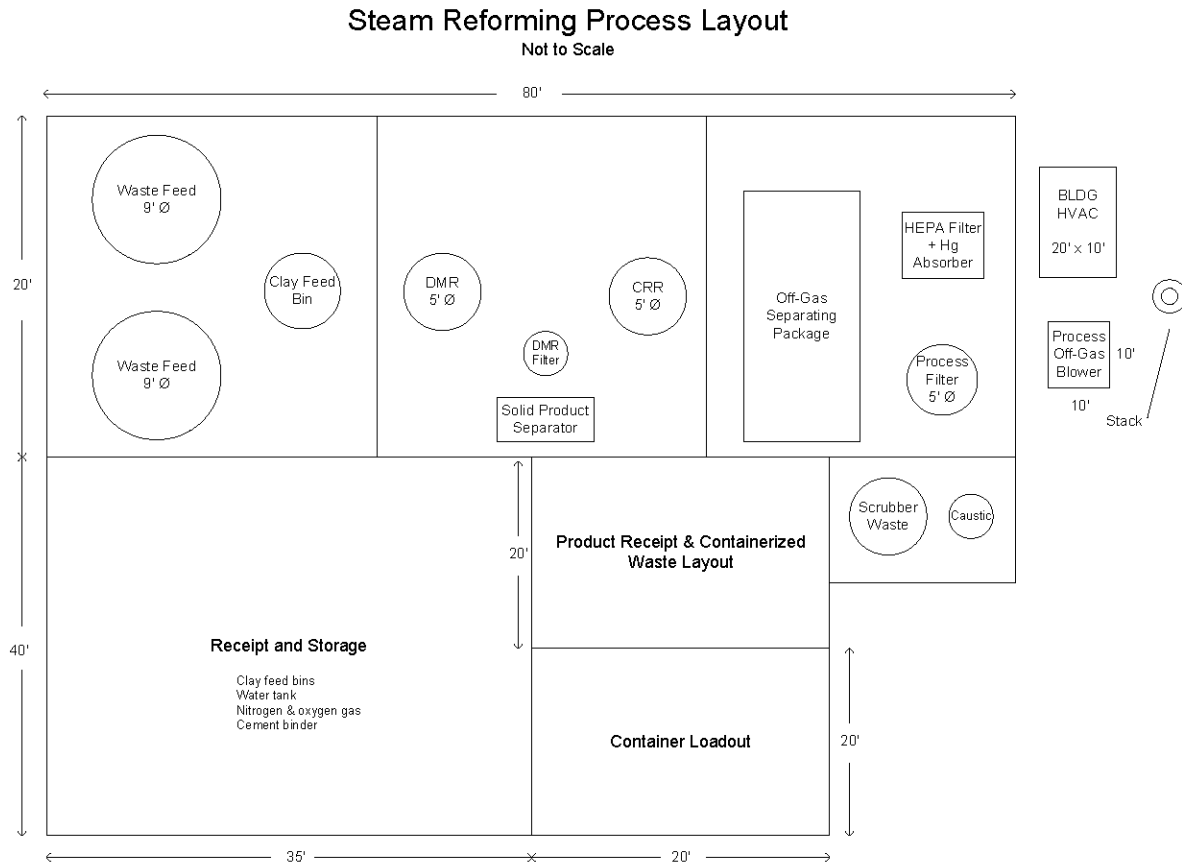 Steam Reforming Process Layout
Not to Scale
80'
20'
Waste Feed
9' Ø
Waste Feed
9' Ø
Clay Feed
Bin
DMR
5' Ø
CRR
5' Ø
DMR
Filter
Solid Product
Separator
Off-Gas
Separating
Package
HEPA Filter
+ Hg
Absorber
Process
Filter
5' Ø
BLDG
HVAC
20' x 10'
Process
Off-Gas
Blower
10'
10'
Stack
40'
Receipt and Storage
Clay feed bins
Water tank
Nitrogen & oxygen gas
Cement binder
20'
Product Receipt & Containerized
Waste Layout
Scrubber
Waste
Caustic
Container Loadout
20'
35'
20'